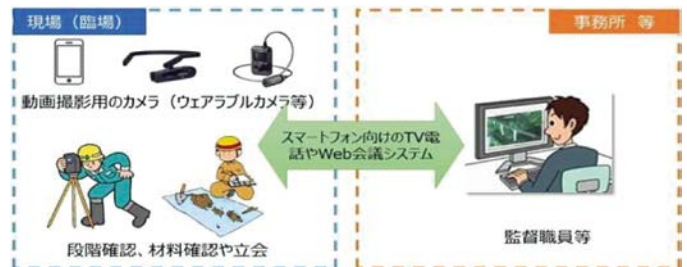 現場（臨場）
事務所 等
動画撮影用のカメラ（ウェアラブルカメラ等）
スマートフォン向けのTV電
話やWeb会議システム
段階確認、材料確認や立会
監督職員等